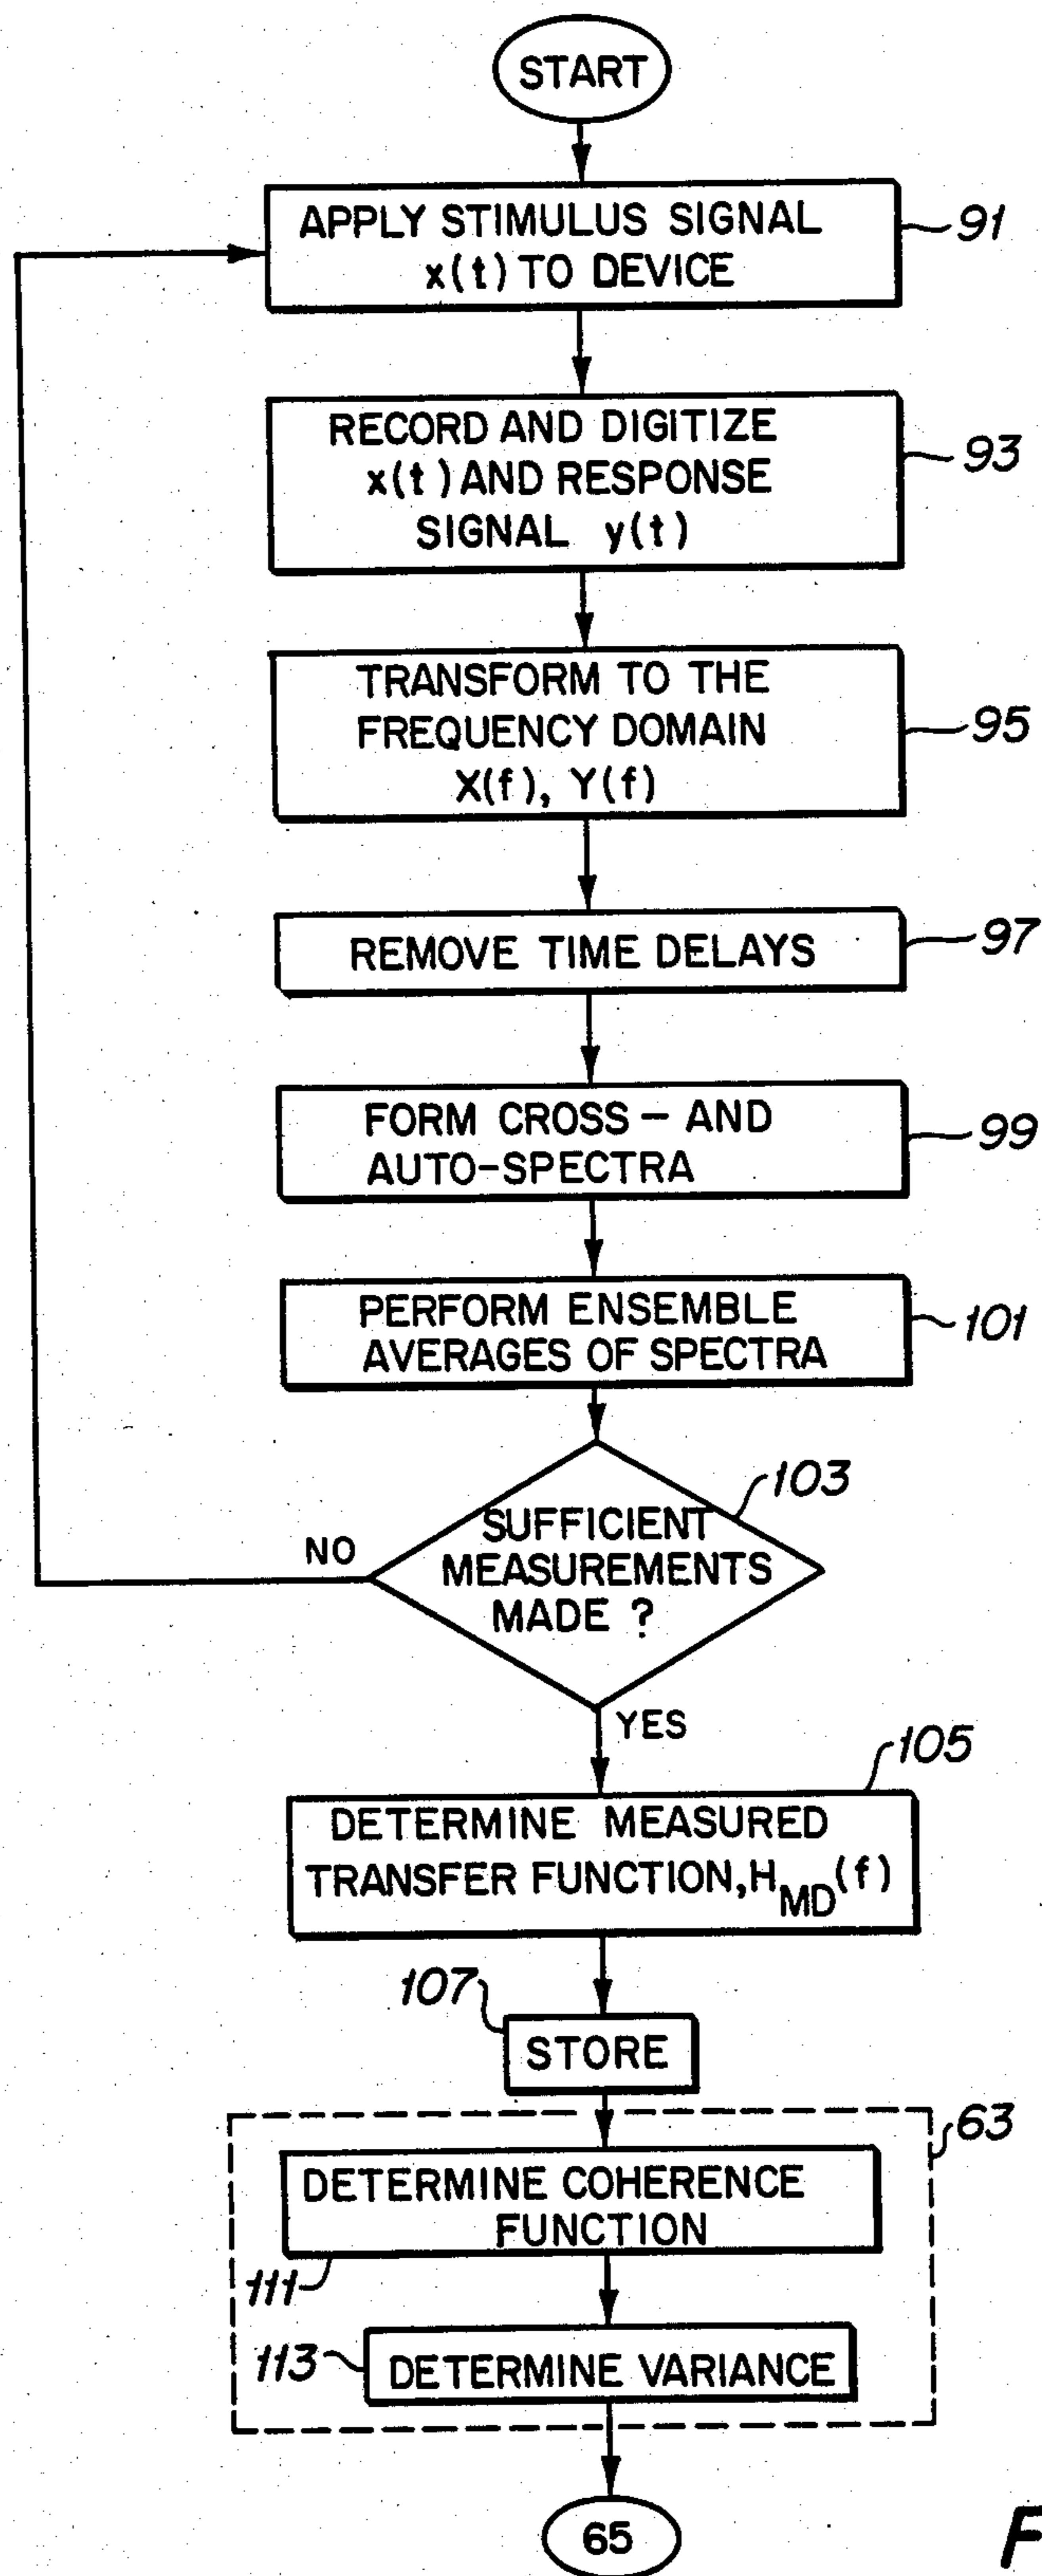 START
APPLY STIMULUS SIGNAL
x(t) TO DEVICE
91
RECORD AND DIGITIZE
x(t) AND RESPONSE
SIGNAL y(t)
93
TRANSFORM TO THE
FREQUENCY DOMAIN
X(f), Y(f)
95
REMOVE TIME DELAYS
97
FORM CROSS – AND
AUTO-SPECTRA
99
PERFORM ENSEMBLE
AVERAGES OF SPECTRA
101
103
SUFFICIENT
MEASUREMENTS
MADE ?
NO
YES
105
DETERMINE MEASURED
TRANSFER FUNCTION, H_MD(f)
107
STORE
63
DETERMINE COHERENCE
FUNCTION
111
113
DETERMINE VARIANCE
65
F